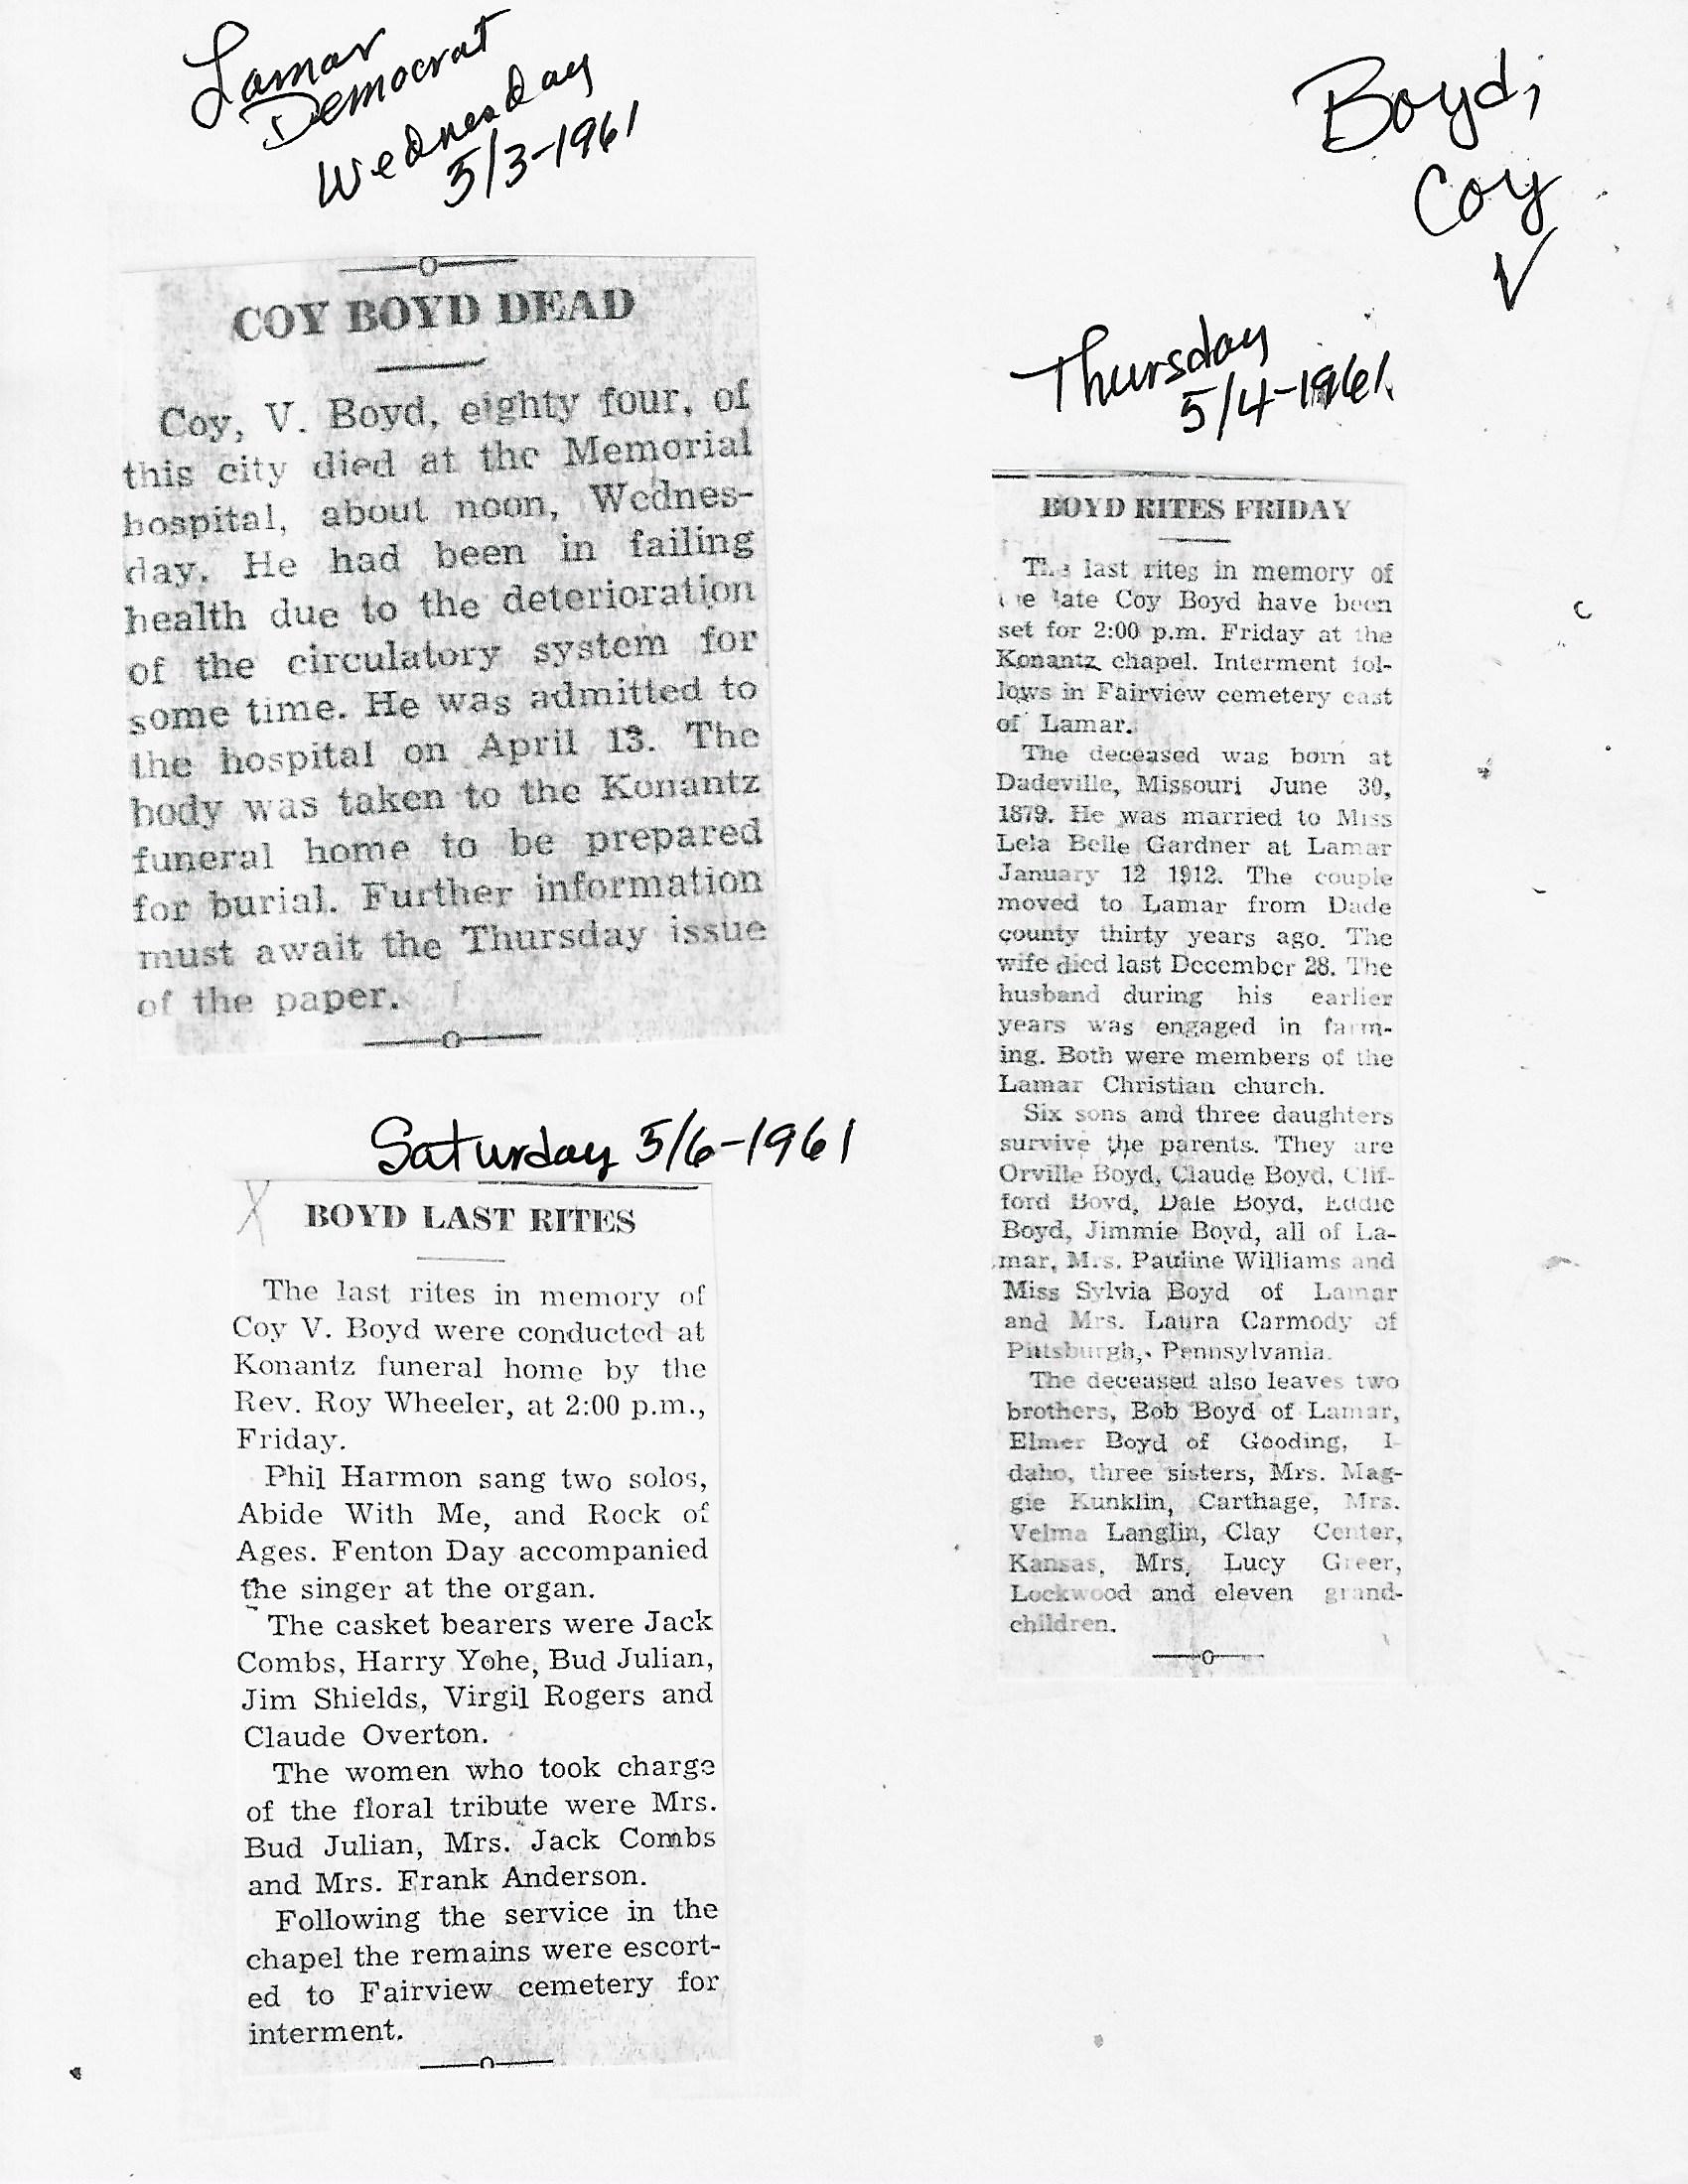 Lamar
Democrat
Wednesday
5/3-1961
Boyd,
Coy
V
COY BOYD DEAD
Coy, V. Boyd, eighty four, of
this city died at the Memorial
hospital, about noon, Wednes-
day. He had been in failing
health due to the deterioration
of the circulatory system for
some time. He was admitted to
the hospital on April 13. The
body was taken to the Konantz
funeral home to be prepared
for burial. Further information
must await the Thursday issue
of the paper.
Saturday 5/6-1961
X
BOYD LAST RITES
The last rites in memory of
Coy V. Boyd were conducted at
Konantz funeral home by the
Rev. Roy Wheeler, at 2:00 p.m.,
Friday.
Phil Harmon sang two solos,
Abide With Me, and Rock of
Ages. Fenton Day accompanied
the singer at the organ.
The casket bearers were Jack
Combs, Harry Yohe, Bud Julian,
Jim Shields, Virgil Rogers and
Claude Overton.
The women who took charge
of the floral tribute were Mrs.
Bud Julian, Mrs. Jack Combs
and Mrs. Frank Anderson.
Following the service in the
chapel the remains were escort-
ed to Fairview cemetery for
interment.
Thursday
5/4-1961
BOYD RITES FRIDAY
The last rites in memory of
the late Coy Boyd have been
set for 2:00 p.m. Friday at the
Konantz chapel. Interment fol-
lows in Fairview cemetery east
of Lamar.
The deceased was born at
Dadeville, Missouri June 30,
1879. He was married to Miss
Lela Belle Gardner at Lamar
January 12 1912. The couple
moved to Lamar from Dade
county thirty years ago. The
wife died last December 28. The
husband during his earlier
years was engaged in farm-
ing. Both were members of the
Lamar Christian church.
Six sons and three daughters
survive the parents. They are
Orville Boyd, Claude Boyd, Clif-
ford Boyd, Dale Boyd, Eddie
Boyd, Jimmie Boyd, all of La-
mar, Mrs. Pauline Williams and
Miss Sylvia Boyd of Lamar
and Mrs. Laura Carmody of
Pittsburgh, Pennsylvania.
The deceased also leaves two
brothers, Bob Boyd of Lamar,
Elmer Boyd of Gooding, I-
daho, three sisters, Mrs. Mag-
gie Kunklin, Carthage, Mrs.
Velma Langlin, Clay Center,
Kansas, Mrs. Lucy Greer,
Lockwood and eleven grand-
children.